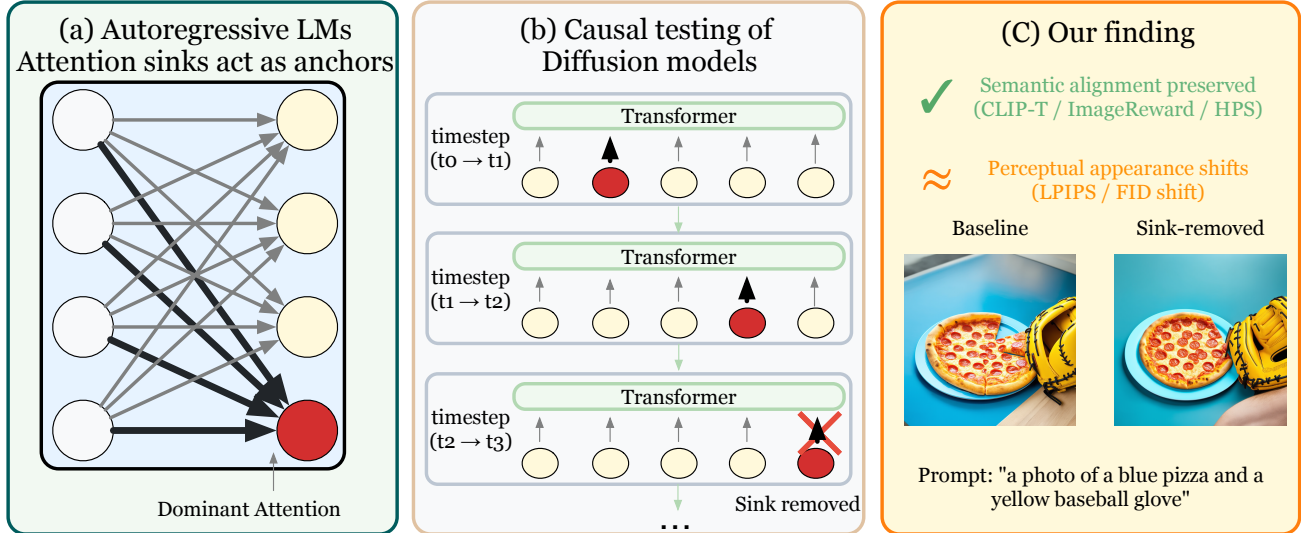 (a) Autoregressive LMs
Attention sinks act as anchors
Dominant Attention
(b) Causal testing of
Diffusion models
Transformer
timestep
(t0 → t1)
Transformer
timestep
(t1 → t2)
Transformer
timestep
(t2 → t3)
Sink removed
...
(C) Our finding
✓ Semantic alignment preserved
(CLIP-T / ImageReward / HPS)
≈ Perceptual appearance shifts
(LPIPS / FID shift)
Baseline
Sink-removed
Prompt: "a photo of a blue pizza and a
yellow baseball glove"